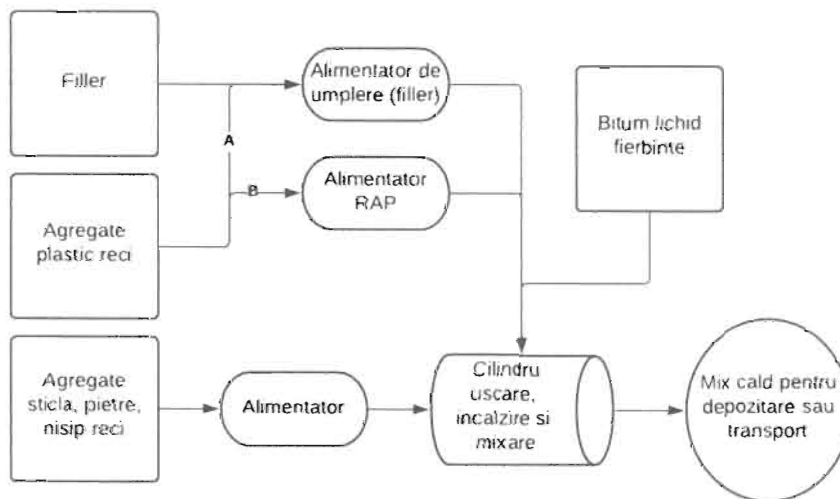 Filler
Alimentator de
umplere (filler)
Bitum lichid
fierbinte
A
B
Alimentator
RAP
Agregate
plastic reci
Agregate
sticla, pietre,
nisip reci
Alimentator
Cilindru
uscare,
incalzire si
mixare
Mix cald pentru
depozitare sau
transport